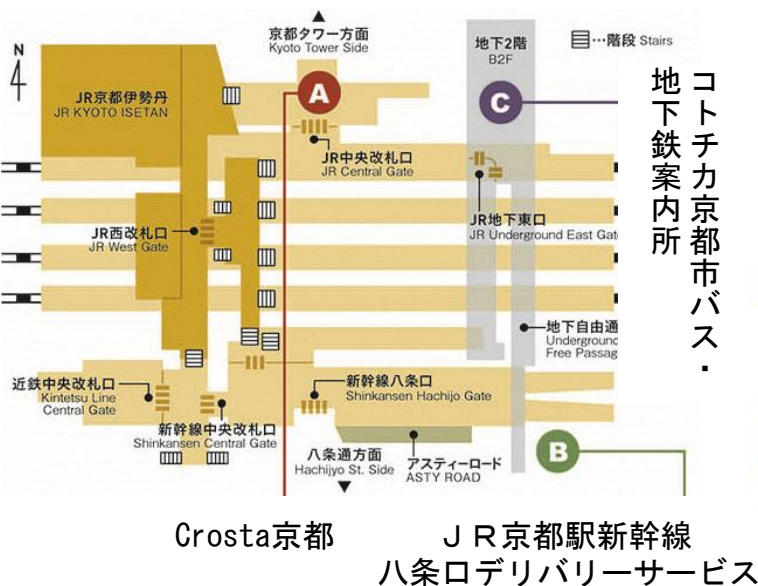 京都タワー方面
Kyoto Tower Side
地下2階
B2F
…階段 Stairs
N
JR京都伊勢丹
JR KYOTO ISETAN
A
C
コトチカ京都市バス・
地下鉄案内所
JR中央改札口
JR Central Gate
JR西改札口
JR West Gate
JR地下東口
JR Underground East Gat
地下自由通
Underground
Free Passag
近鉄中央改札口
Kintetsu Line
Central Gate
新幹線中央改札口
Shinkansen Central Gate
新幹線八条口
Shinkansen Hachijo Gate
八条通方面
Hachijyo St. Side
アスティーロード
ASTY ROAD
B
Crosta京都
JR京都駅新幹線
八条口デリバリーサービス